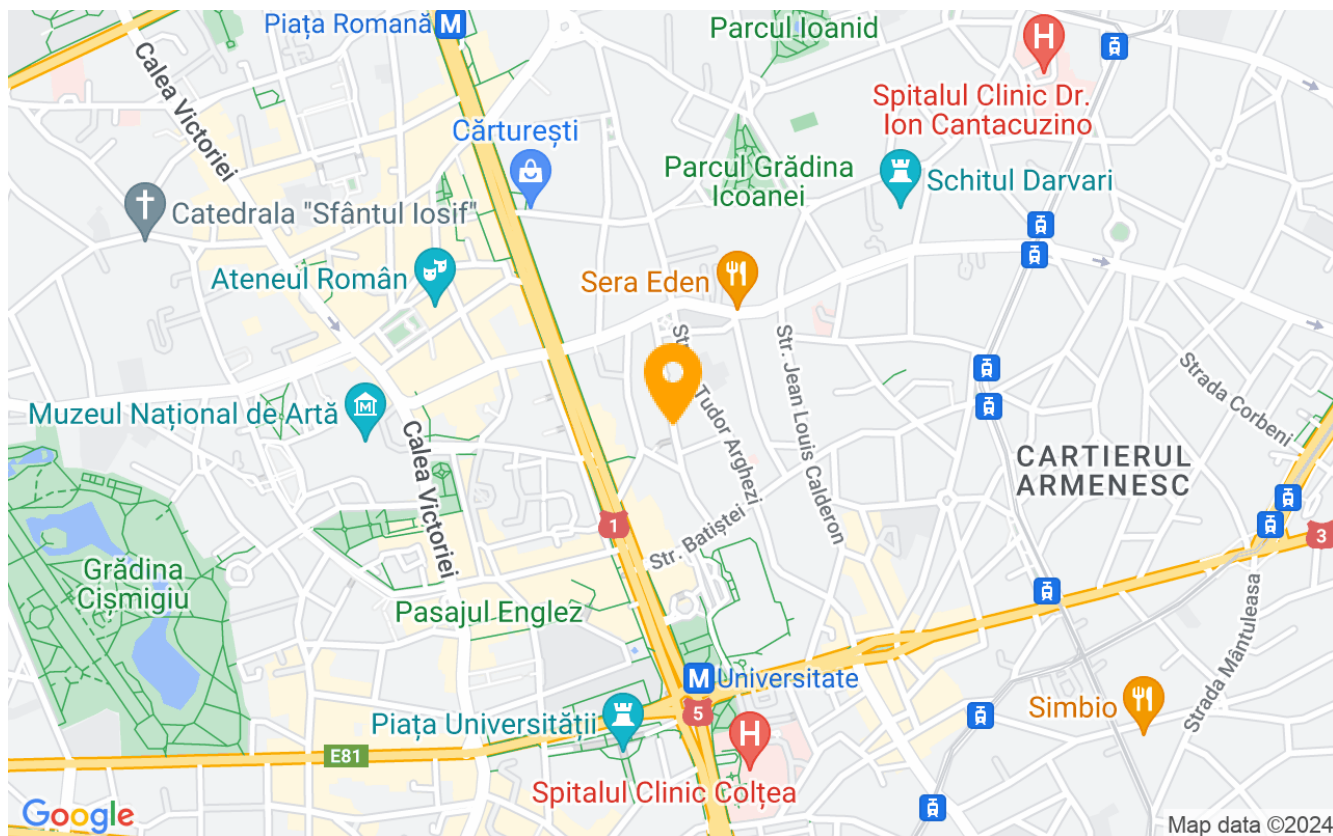 Piața Romană
M
Parcul Ioanid
H
Calea Victoriei
Spitalul Clinic Dr.
Ion Cantacuzino
Cărturești
Parcul Grădina
Icoanei
Schitul Darvari
Catedrala "Sfântul Iosif"
Ateneul Român
Sera Eden
Str. Tudor Arghezi
Str. Jean Louis Calderon
Strada Corbeni
Muzeul Național de Artă
M
Calea Victoriei
CARTIERUL
ARMENESC
1
3
Str. Batiștei
Grădina
Cișmigiu
Pasajul Englez
Strada Mântuleasa
M
Universitate
Simbio
5
Piața Universității
H
E81
Spitalul Clinic Colțea
Google
Map data ©2024